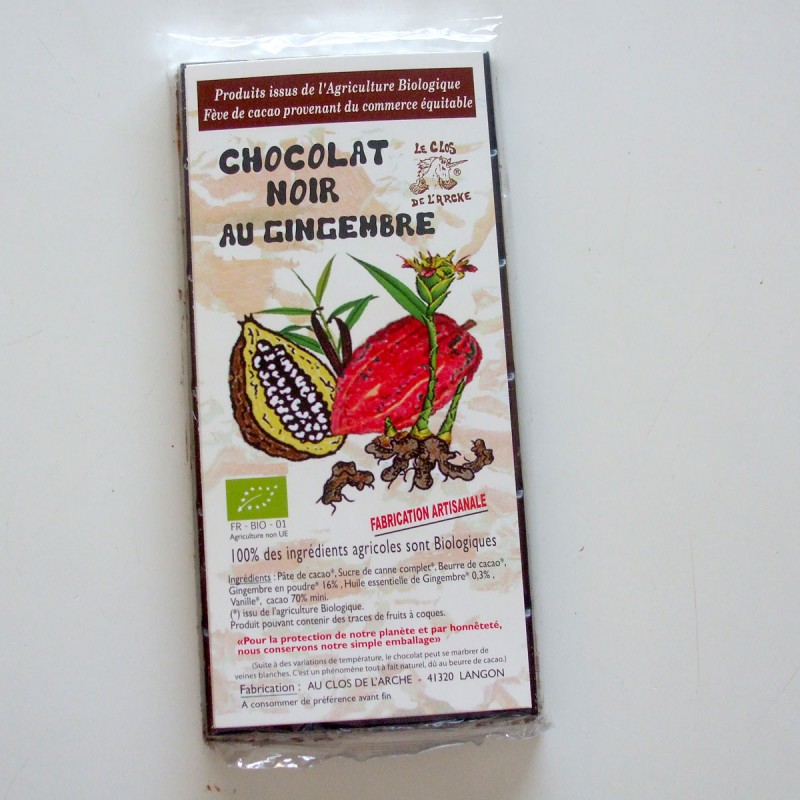 Produits issus de l'Agriculture Biologique
Fève de cacao provenant du commerce équitable
CHOCOLAT
NOIR
AU GINGEMBRE
LE CLOS
®
DE L'ARCHE
FR - BIO - 01
Agriculture non UE
FABRICATION ARTISANALE
100% des ingrédients agricoles sont Biologiques
Ingrédients : Pâte de cacao*, Sucre de canne complet*, Beurre de cacao*,
Gingembre en poudre* 16% , Huile essentielle de Gingembre* 0,3% ,
Vanille*, cacao 70% mini.
(*) issu de l'agriculture Biologique.
Produit pouvant contenir des traces de fruits à coques.
«Pour la protection de notre planète et par honnêteté,
nous conservons notre simple emballage»
(Suite à des variations de température, le chocolat peut se marbrer de
veines blanches. C'est un phénomène tout à fait naturel, dû au beurre de cacao.)
Fabrication : AU CLOS DE L'ARCHE - 41320 LANGON
A consommer de préférence avant fin